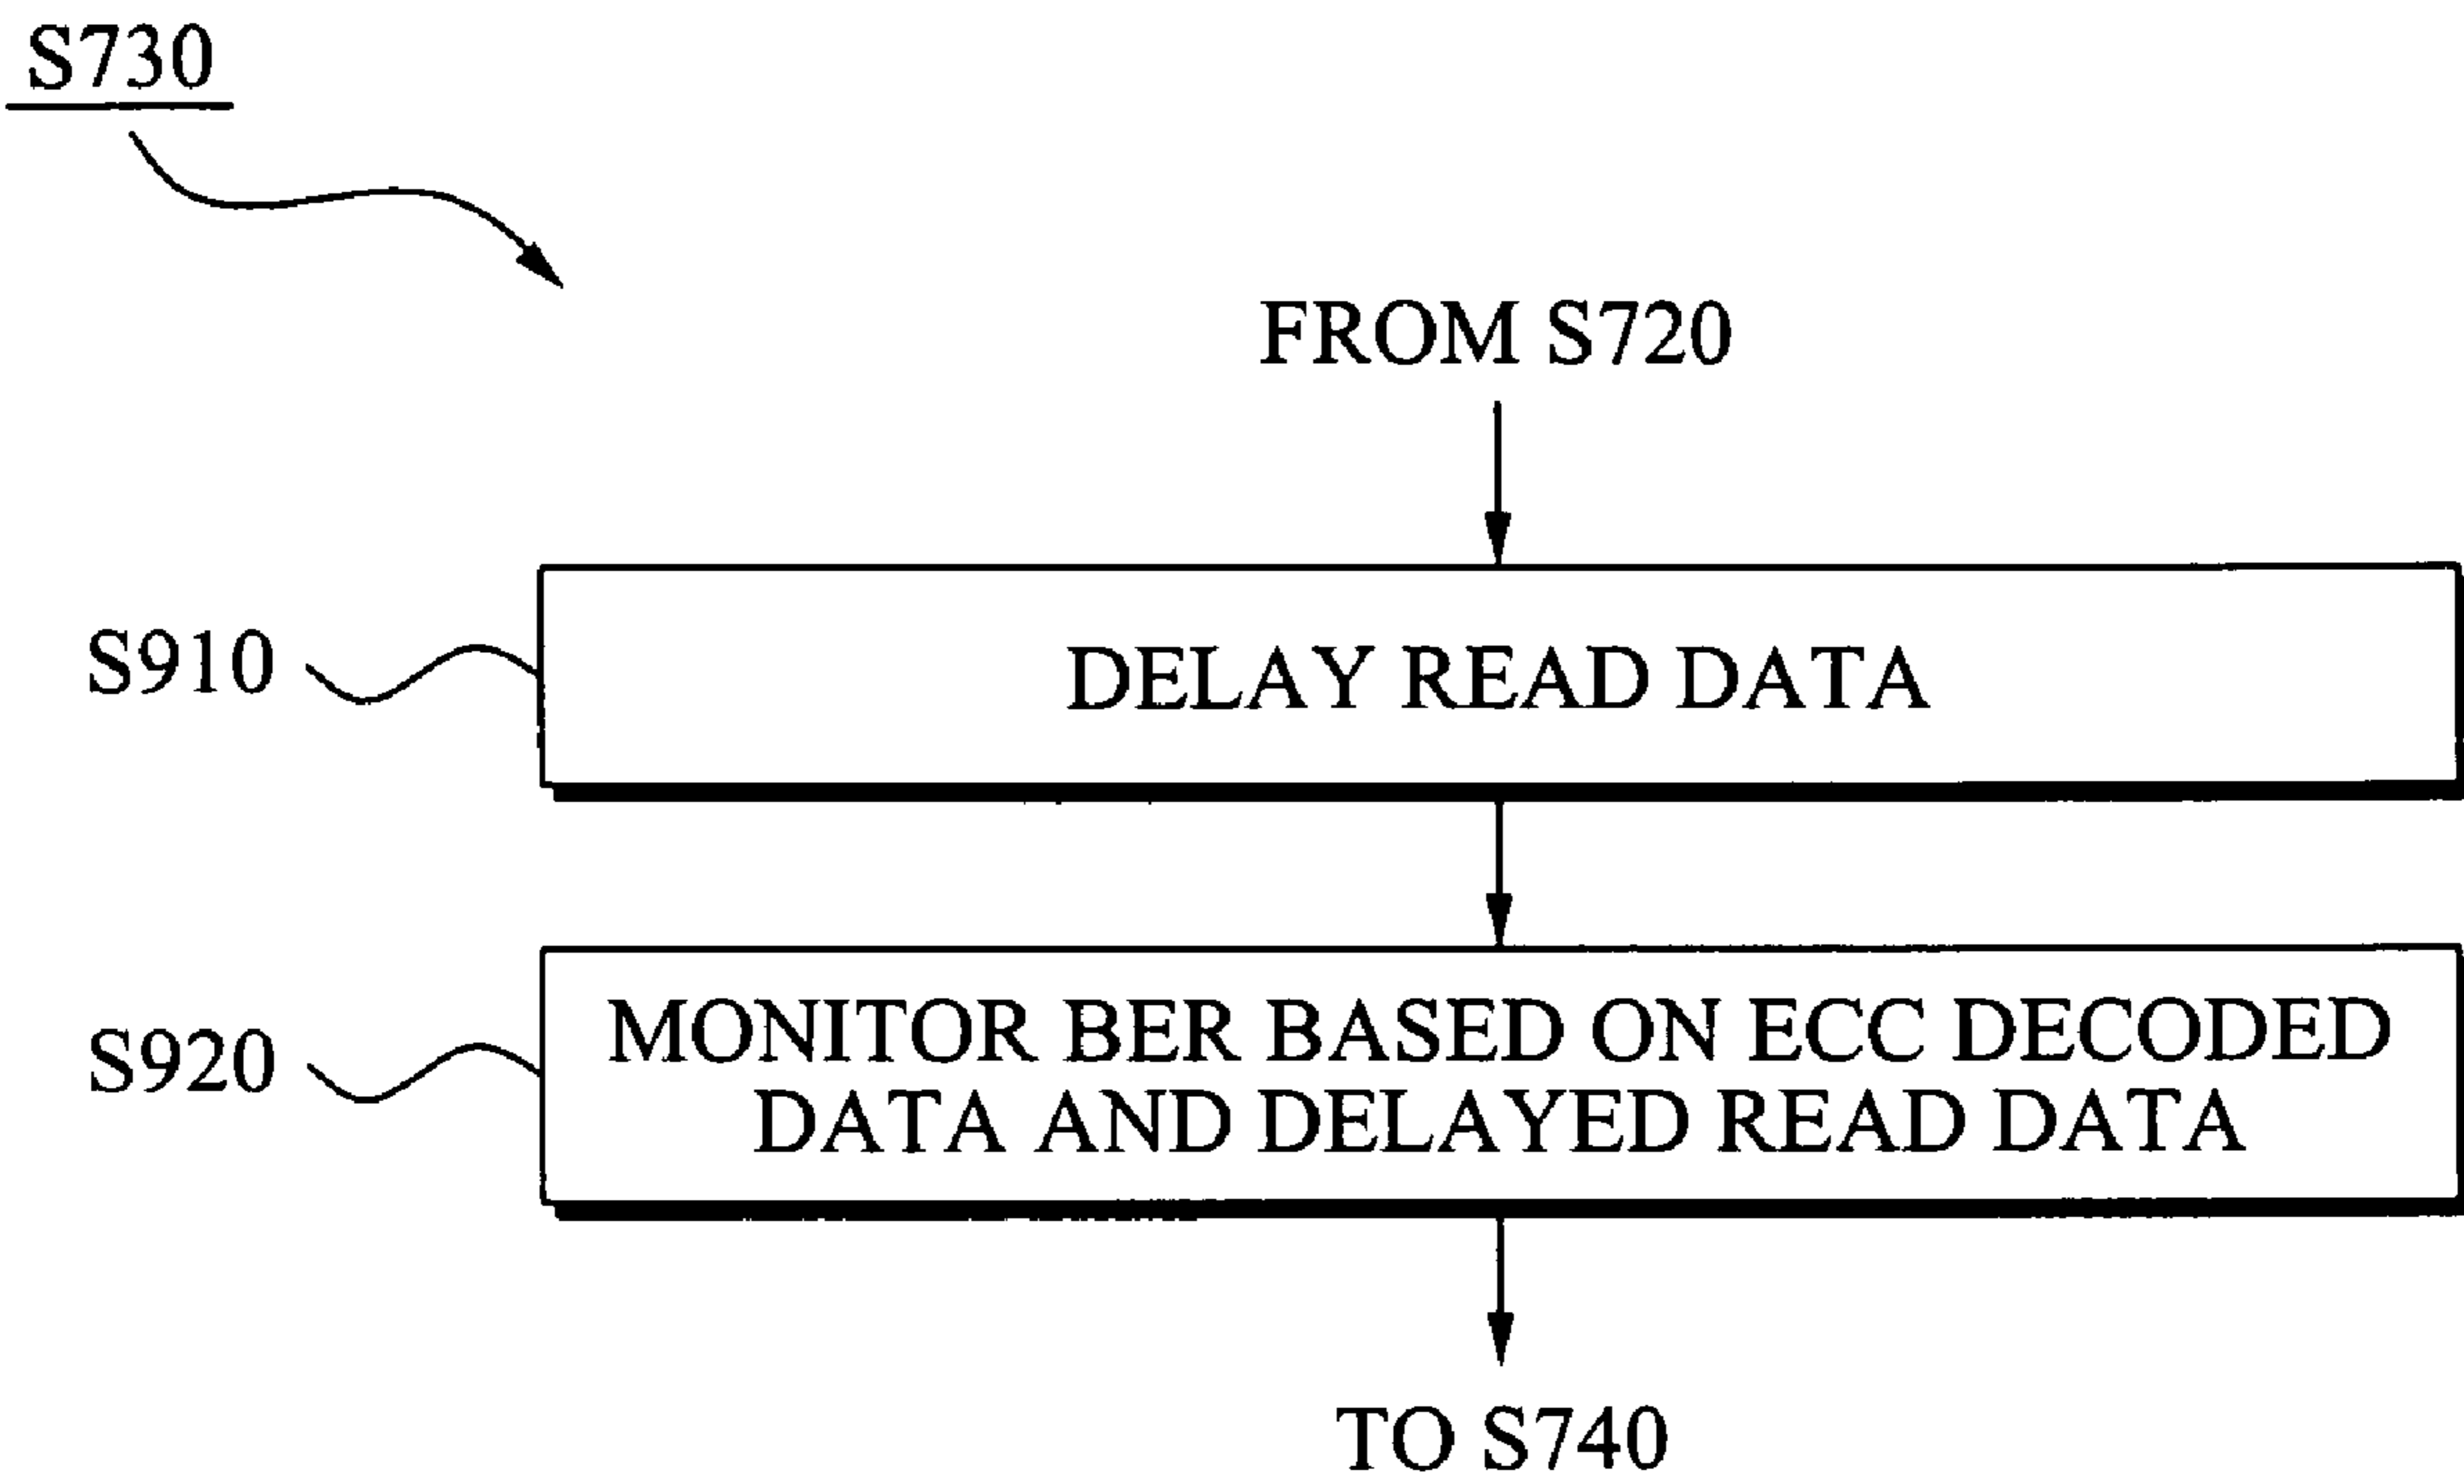 S730
FROM S720
S910
DELAY READ DATA
S920
MONITOR BER BASED ON ECC DECODED
DATA AND DELAYED READ DATA
TO S740